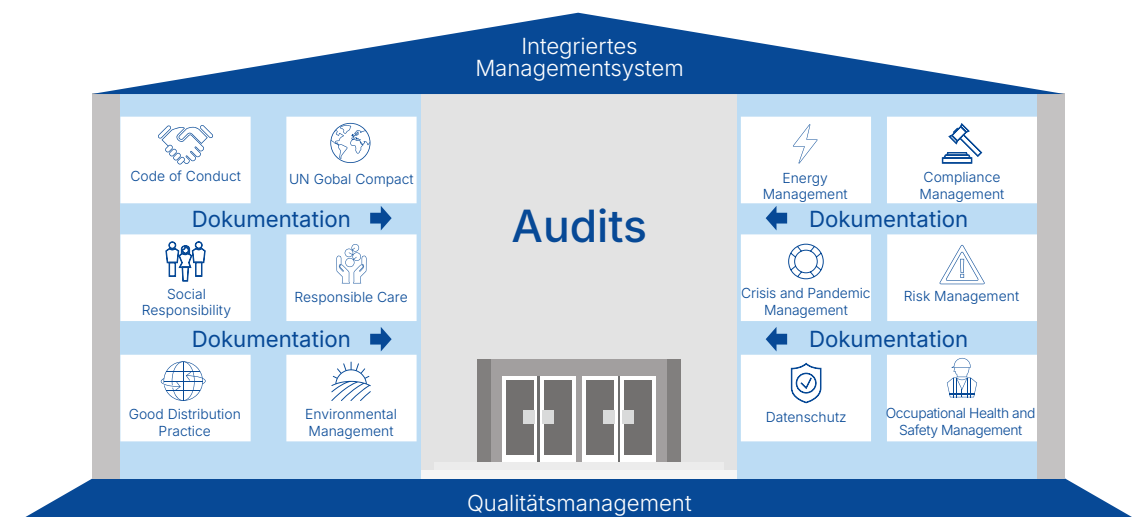 Integriertes
Managementsystem
Code of Conduct
UN Gobal Compact
Energy
Management
Compliance
Management
Dokumentation
Audits
Dokumentation
Social
Responsibility
Responsible Care
Crisis and Pandemic
Management
Risk Management
Dokumentation
Dokumentation
Good Distribution
Practice
Environmental
Management
Datenschutz
Occupational Health and
Safety Management
Qualitätsmanagement